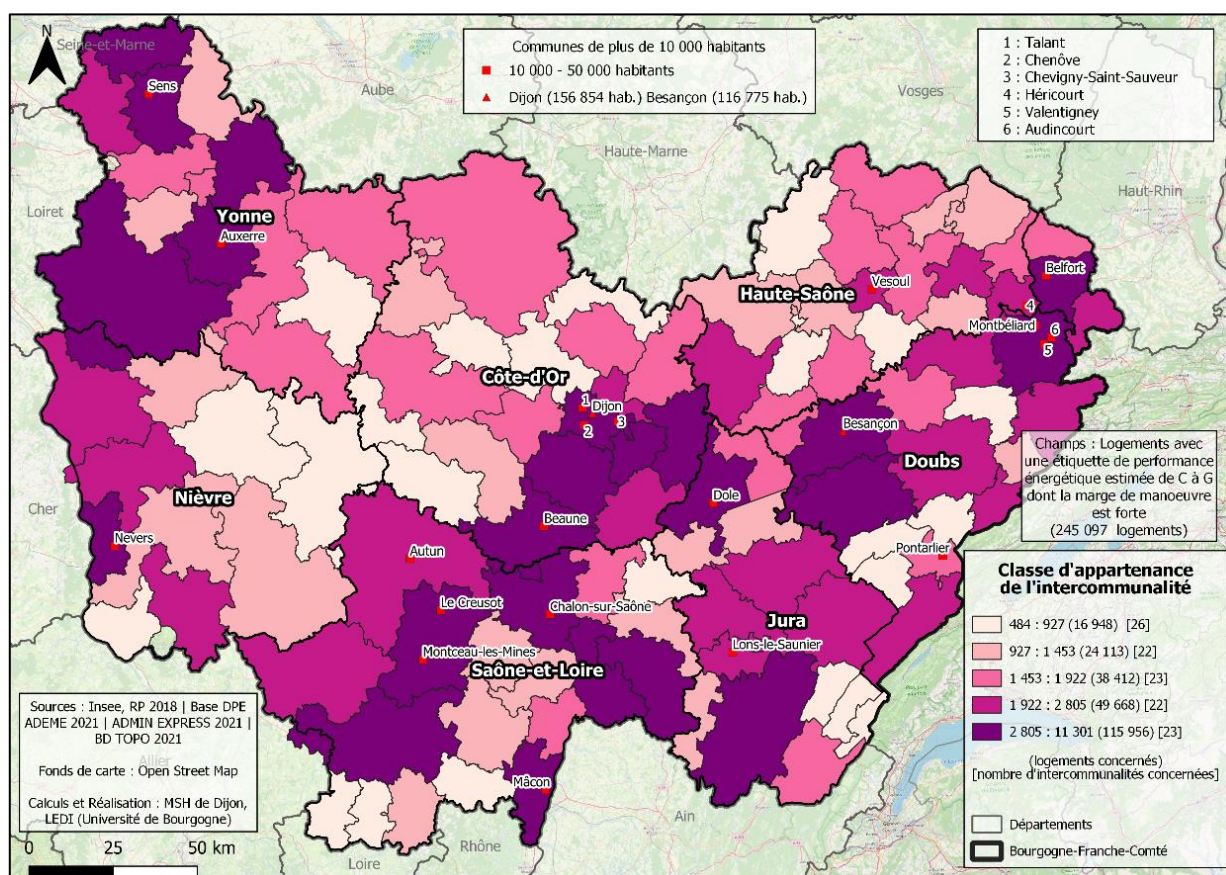 N
Seine-et-Marne
Aube
Vosges
Haute-Marne
Haut-Rhin
Loiret
Cher
Allier
Loire
Rhône
Ain
Communes de plus de 10 000 habitants
10 000 - 50 000 habitants
Dijon (156 854 hab.) Besançon (116 775 hab.)
1 : Talant
2 : Chenôve
3 : Chevigny-Saint-Sauveur
4 : Héricourt
5 : Valentigney
6 : Audincourt
Sens
Yonne
Auxerre
Haute-Saône
Vesoul
Belfort
4
Montbéliard
6
5
Côte-d'Or
1
Dijon
2
3
Besançon
Doubs
Nièvre
Nevers
Beaune
Dole
Autun
Pontarlier
Le Creusot
Chalon-sur-Saône
Jura
Lons-le-Saunier
Montceau-les-Mines
Saône-et-Loire
Mâcon
Champs : Logements avec
une étiquette de performance
énergétique estimée de C à G
dont la marge de manoeuvre
est forte
(245 097 logements)
Classe d'appartenance
de l'intercommunalité
484 : 927 (16 948) [26]
927 : 1 453 (24 113) [22]
1 453 : 1 922 (38 412) [23]
1 922 : 2 805 (49 668) [22]
2 805 : 11 301 (115 956) [23]
(logements concernés)
[nombre d'intercommunalités concernées]
Départements
Bourgogne-Franche-Comté
Sources : Insee, RP 2018 | Base DPE
ADEME 2021 | ADMIN EXPRESS 2021 |
BD TOPO 2021
Fonds de carte : Open Street Map
Calculs et Réalisation : MSH de Dijon,
LEDI (Université de Bourgogne)
0 25 50 km